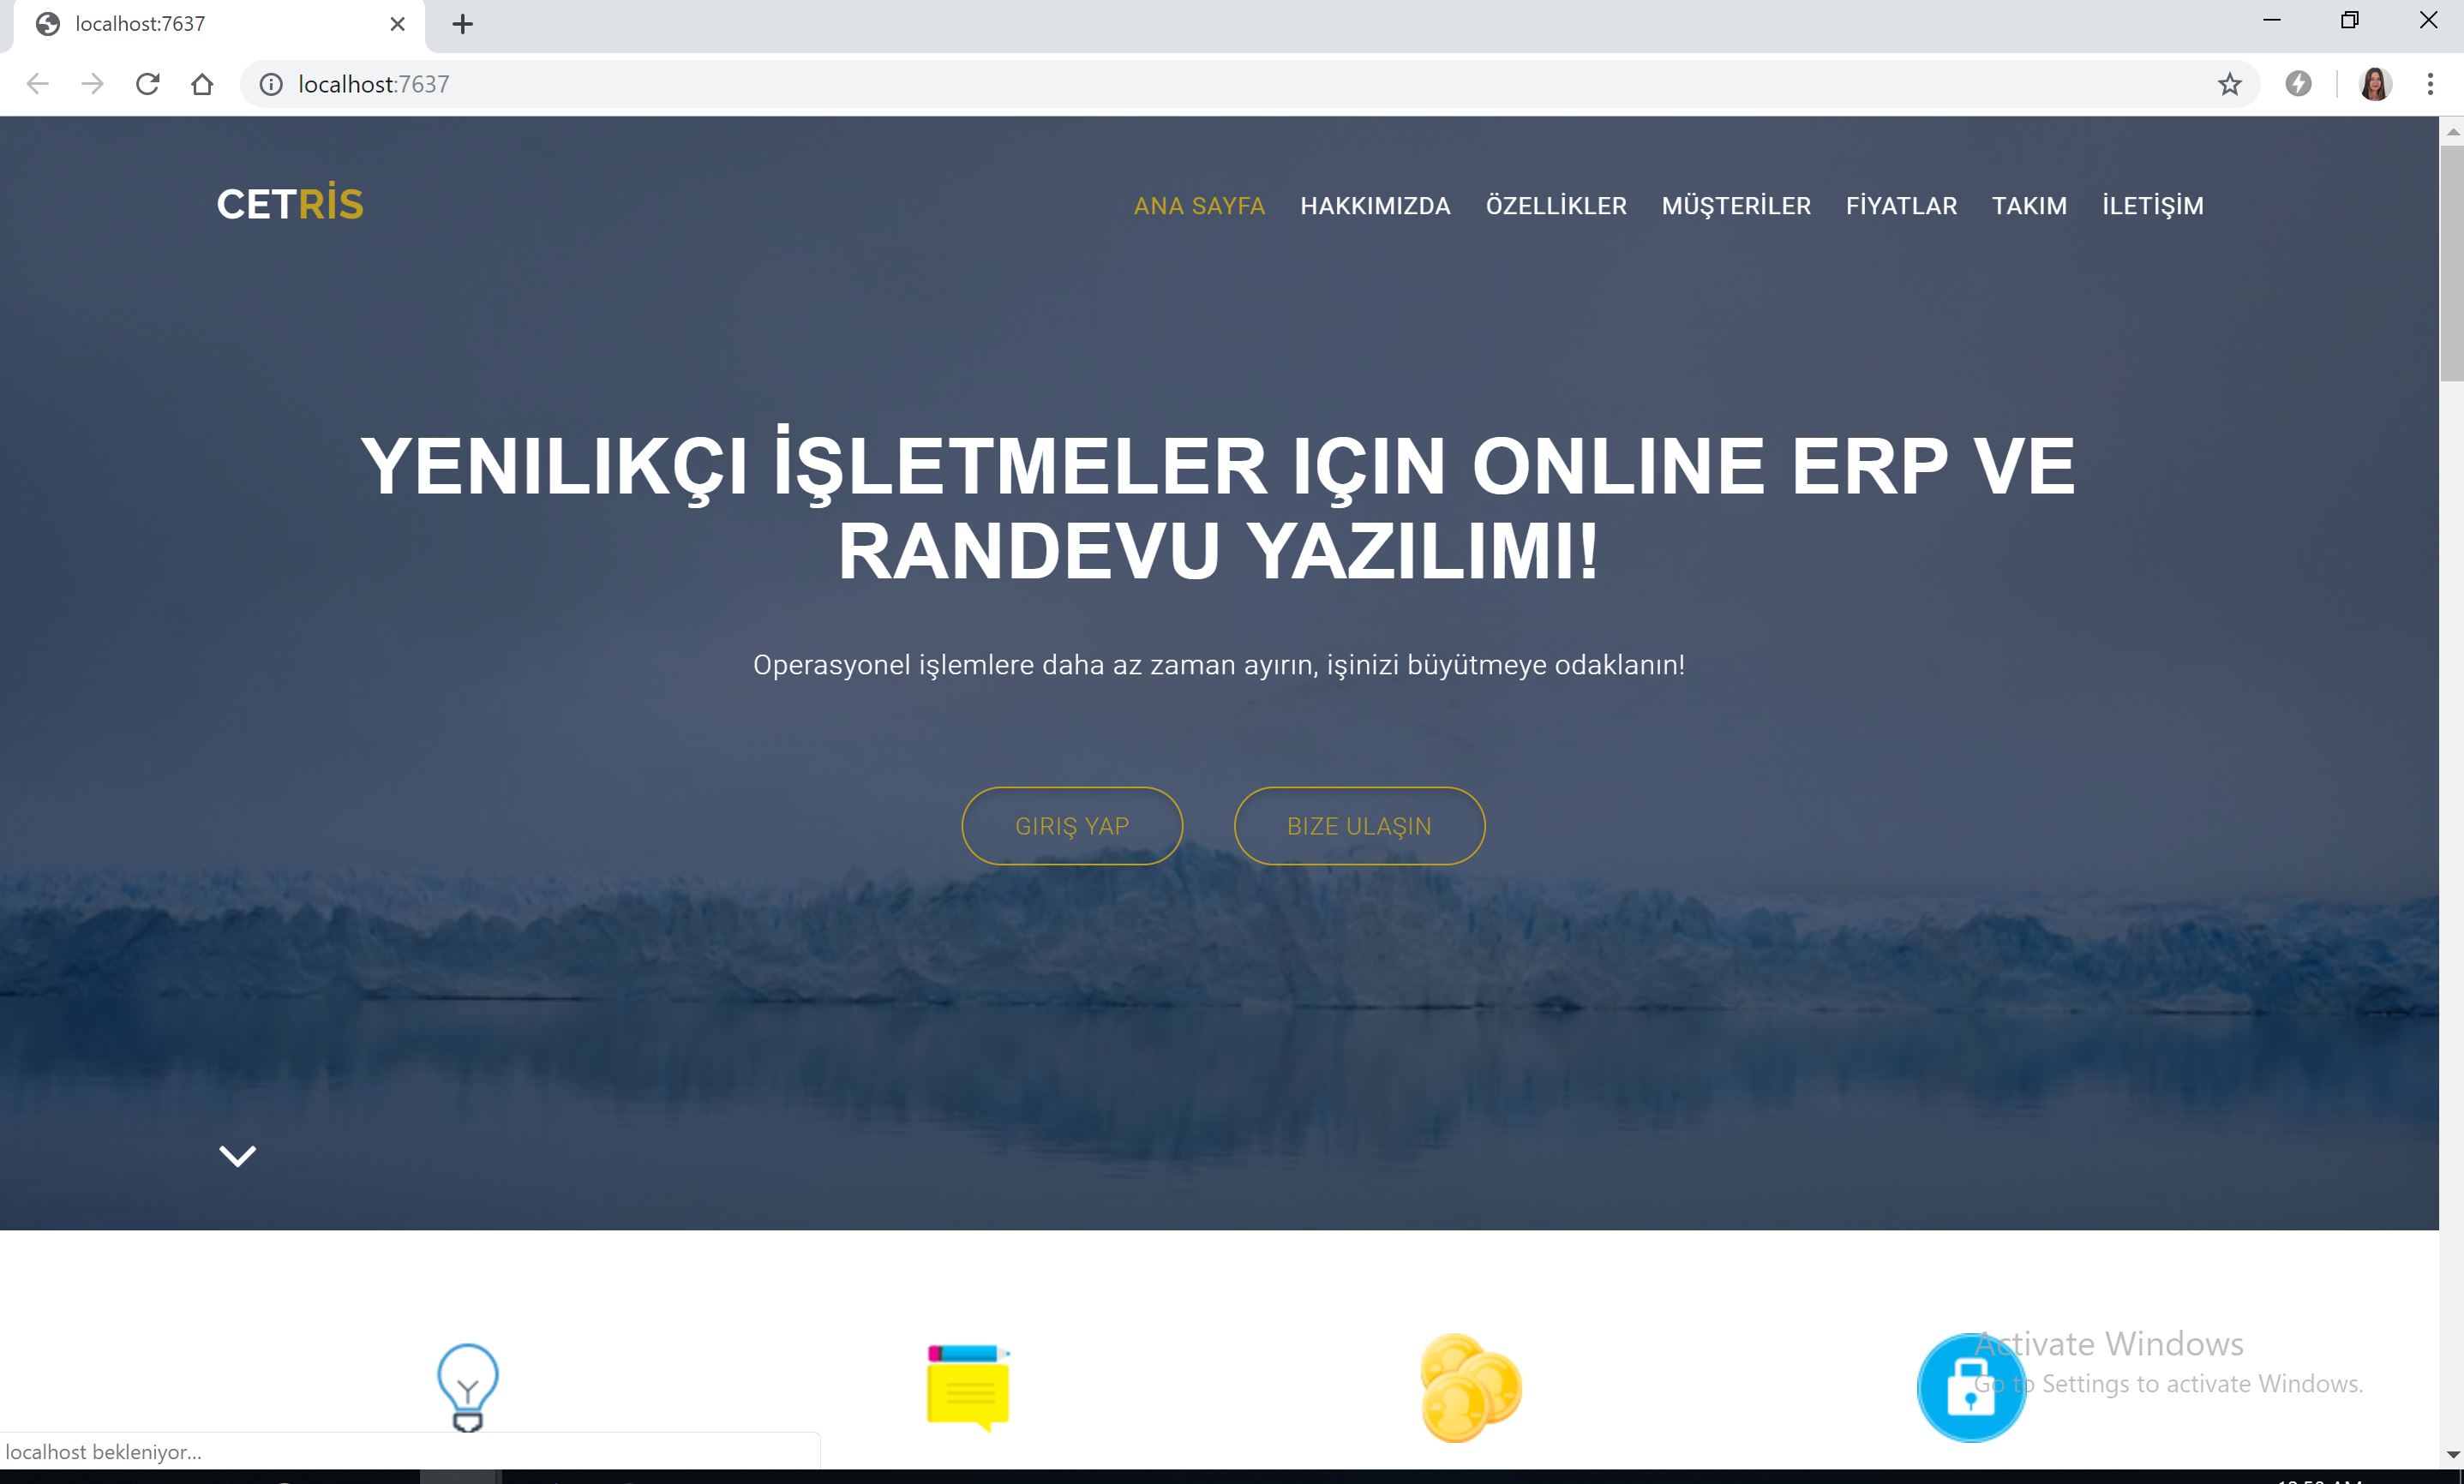 localhost:7637
localhost:7637
CETRİS
ANA SAYFA HAKKIMIZDA ÖZELLİKLER MÜŞTERİLER FİYATLAR TAKIM İLETİŞİM
YENILIKÇI İŞLETMELER IÇIN ONLINE ERP VE
RANDEVU YAZILIMI!
Operasyonel işlemlere daha az zaman ayırın, işinizi büyütmeye odaklanın!
GIRIŞ YAP BIZE ULAŞIN
Activate Windows
Go to Settings to activate Windows.
localhost bekleniyor...